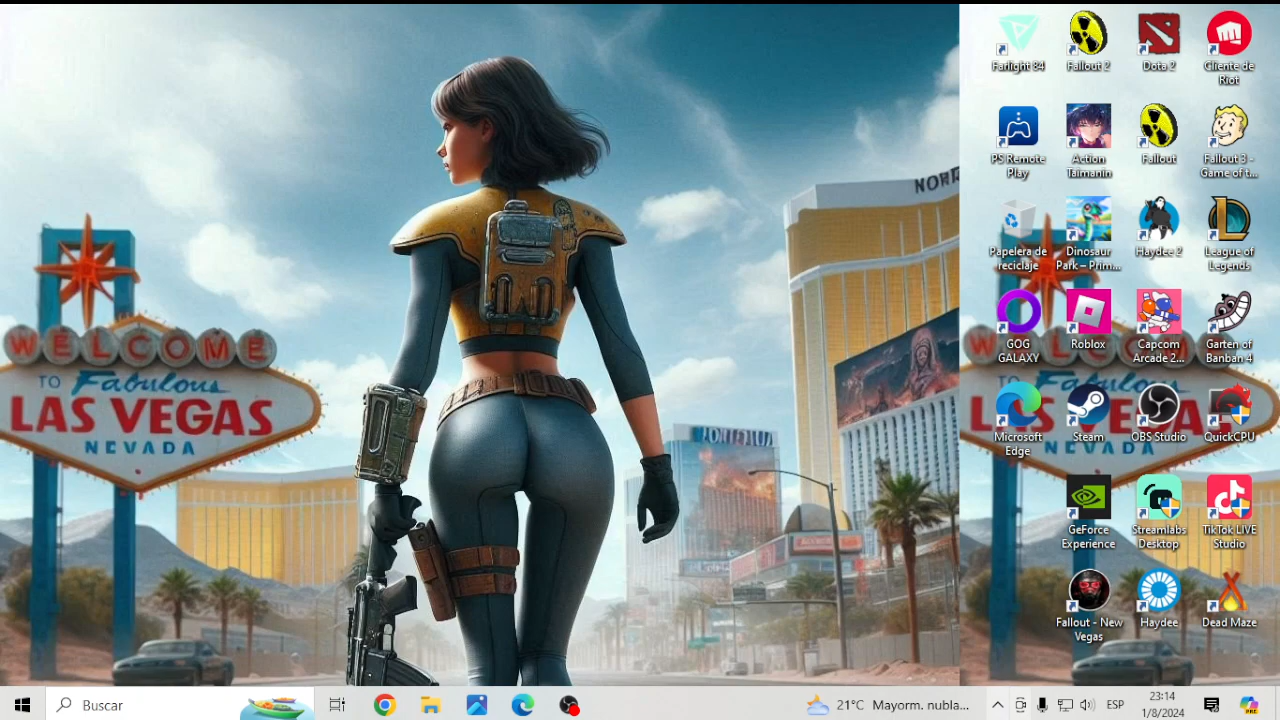 WELCOME
TO Fabulous
LAS VEGAS
NEVADA
Farlight 84
Fallout 2
Dota 2
Cliente de
Riot
PS Remote
Play
Action
Taimanin
Fallout
Fallout 3 -
Game of t...
Papelera de
reciclaje
Dinosaur
Park – Prim...
Haydee 2
League of
Legends
GOG
GALAXY
Roblox
Capcom
Arcade 2...
Garten of
Banban 4
Microsoft
Edge
Steam
OBS Studio
QuickCPU
GeForce
Experience
Streamlabs
Desktop
TikTok LIVE
Studio
Fallout - New
Vegas
Haydee
Dead Maze
Buscar
21°C Mayorm. nubla...
ESP
23:14
1/8/2024